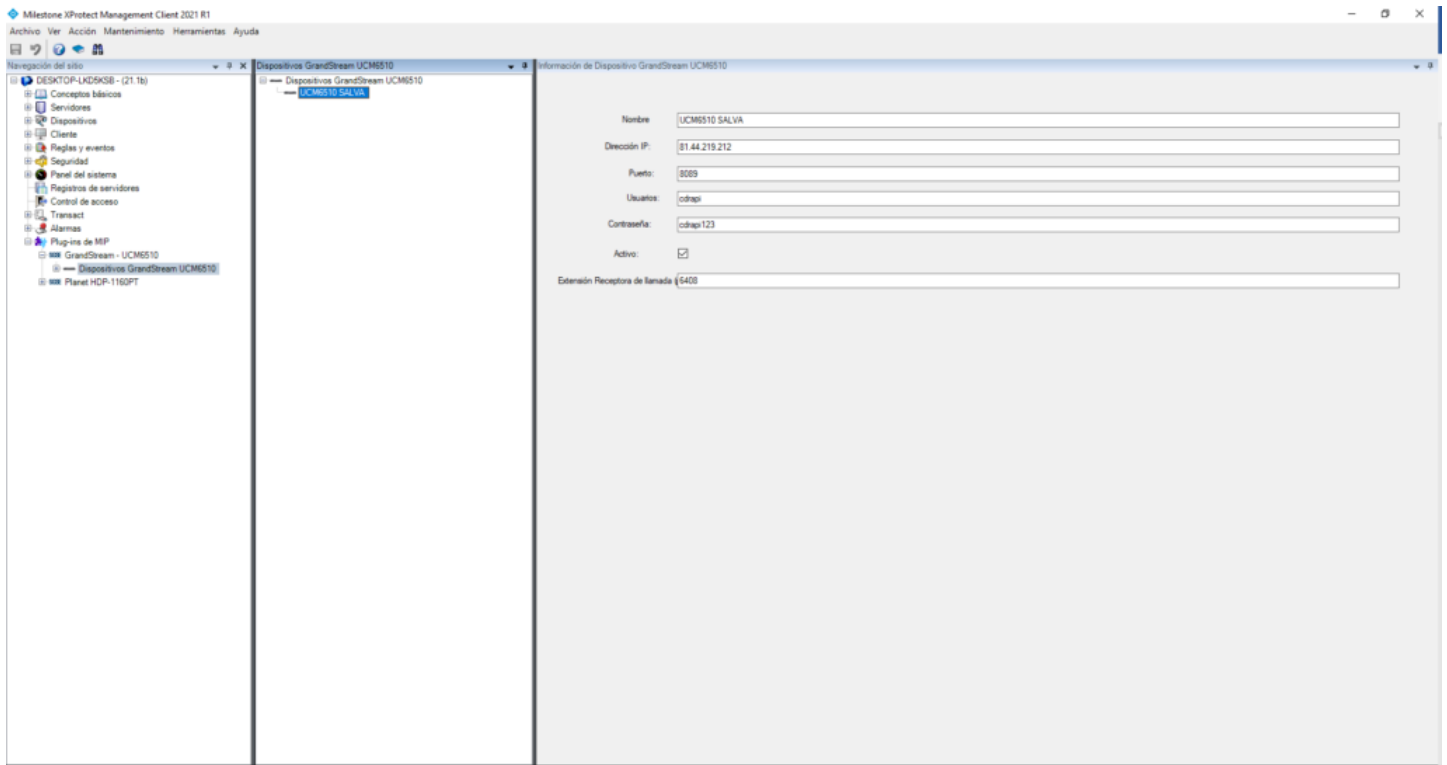 Milestone XProtect Management Client 2021 R1
Archivo Ver Acción Mantenimiento Herramientas Ayuda
Navegación del sitio
DESKTOP-LKD5KSB - (21.1b)
Conceptos básicos
Servidores
Dispositivos
Cliente
Reglas y eventos
Seguridad
Panel del sistema
Registros de servidores
Control de acceso
Transact
Alarmas
Plug-ins de MIP
GrandStream - UCM6510
Dispositivos GrandStream UCM6510
Planet HDP-1160PT
Dispositivos GrandStream UCM6510
Dispositivos GrandStream UCM6510
UCM6510 SALVA
Información de Dispositivo GrandStream UCM6510
Nombre UCM6510 SALVA
Dirección IP: 81.44.219.212
Puerto: 8089
Usuarios: cdrapi
Contraseña: cdrapi123
Activo:
Extensión Receptora de llamada 6408